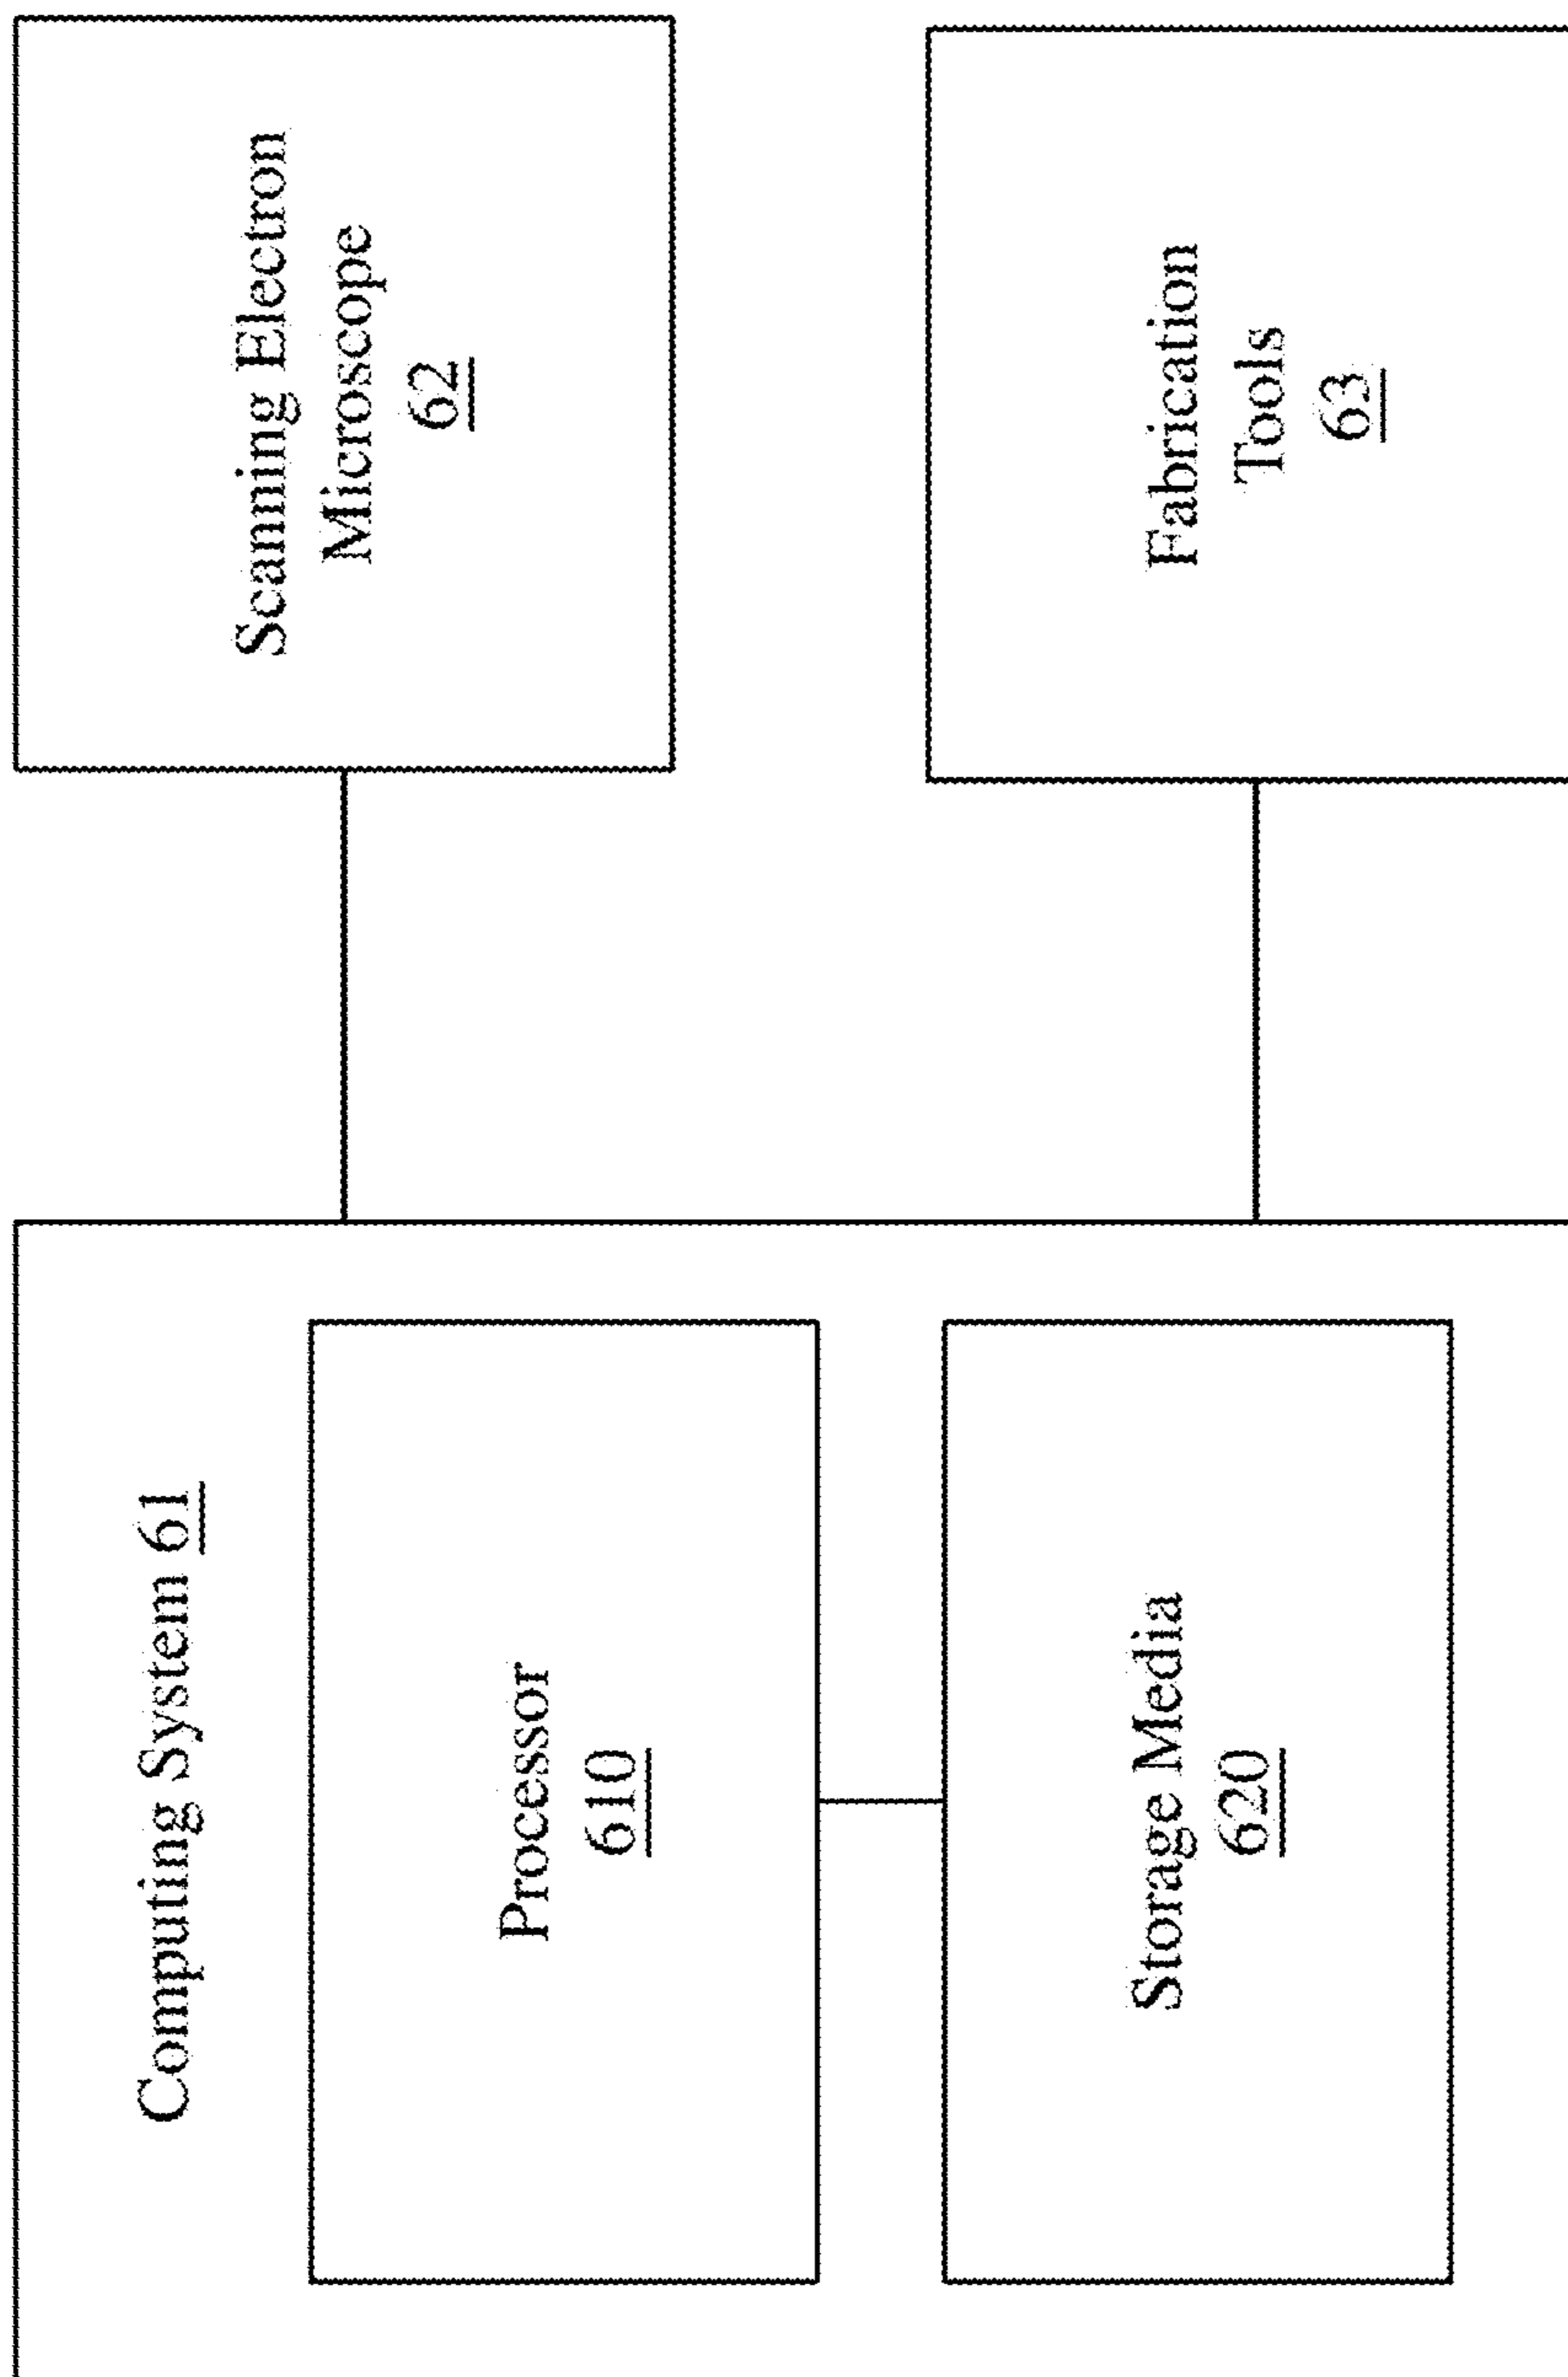 Computing System 61
Processor
610
Storage Media
620
Scanning Electron
Microscope
62
Fabrication
Tools
63